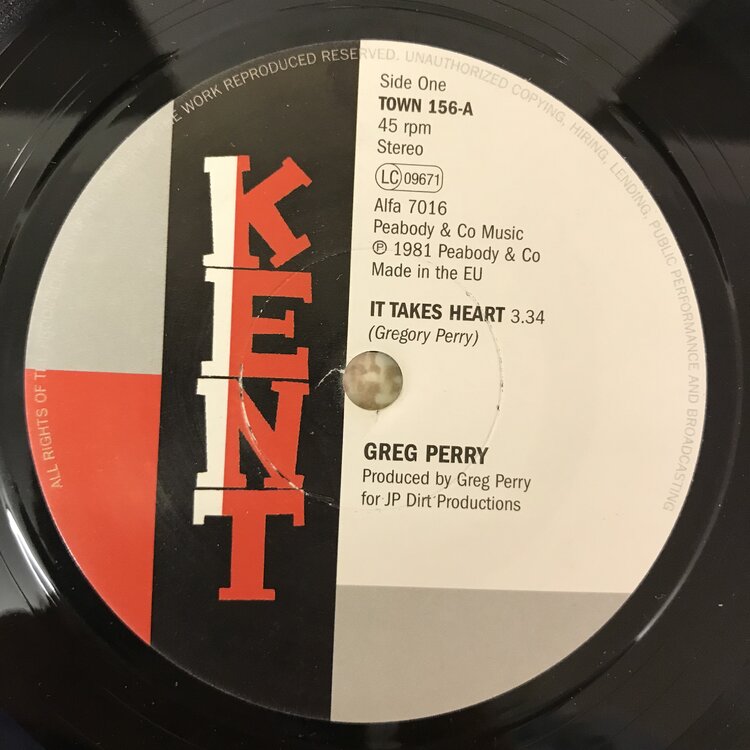 KENT
Side One
TOWN 156-A
45 rpm
Stereo
LC 09671
Alfa 7016
Peabody & Co Music
℗ 1981 Peabody & Co
Made in the EU
IT TAKES HEART 3.34
(Gregory Perry)
GREG PERRY
Produced by Greg Perry
for JP Dirt Productions
ALL RIGHTS OF WORK REPRODUCED RESERVED. UNAUTHORIZED COPYING, HIRING, LENDING, PUBLIC PERFORMANCE AND BROADCASTING